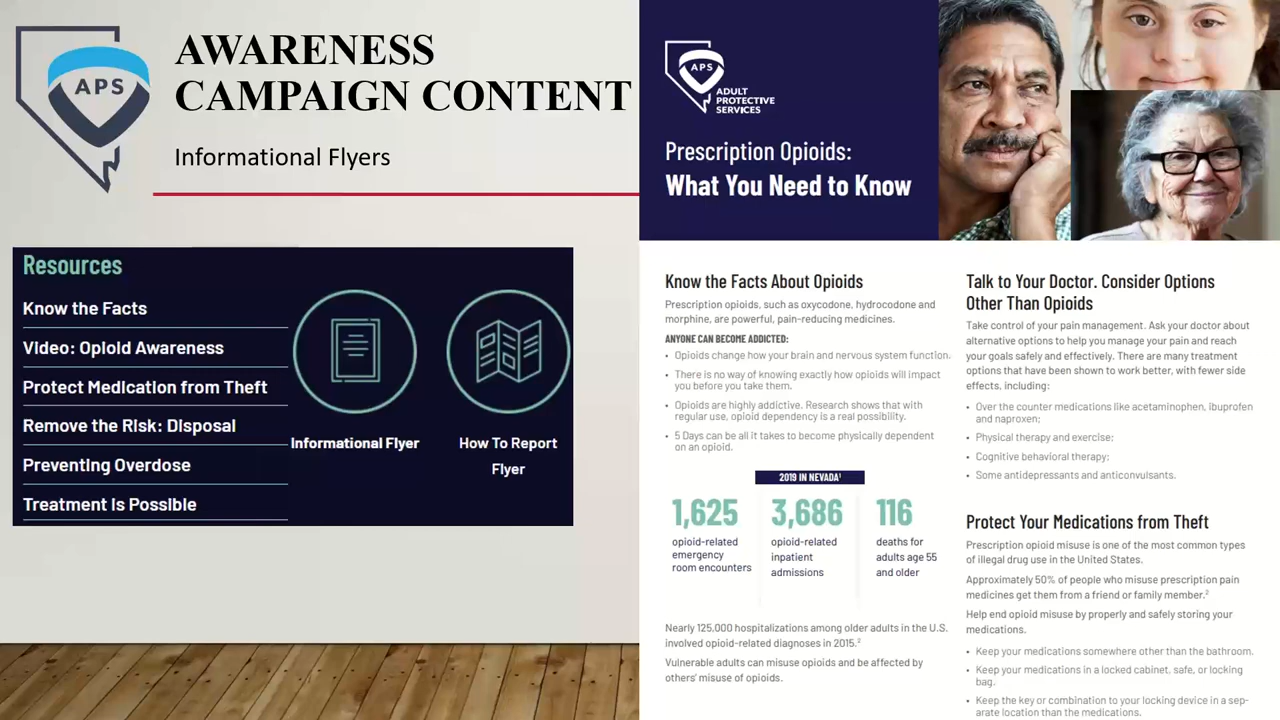 APS
AWARENESS
CAMPAIGN CONTENT
Informational Flyers
Resources
Know the Facts
Video: Opioid Awareness
Protect Medication from Theft
Remove the Risk: Disposal
Preventing Overdose
Treatment is Possible
Informational Flyer
How To Report
Flyer
APS
ADULT
PROTECTIVE
SERVICES
Prescription Opioids:
What You Need to Know
Know the Facts About Opioids
Prescription opioids, such as oxycodone, hydrocodone and
morphine, are powerful, pain-reducing medicines.
ANYONE CAN BECOME ADDICTED:
• Opioids change how your brain and nervous system function.
• There is no way of knowing exactly how opioids will impact
you before you take them.
• Opioids are highly addictive. Research shows that with
regular use, opioid dependency is a real possibility.
• 5 Days can be all it takes to become physically dependent
on an opioid.
2019 IN NEVADA¹
1,625
opioid-related
emergency
room encounters
3,686
opioid-related
inpatient
admissions
116
deaths for
adults age 55
and older
Nearly 125,000 hospitalizations among older adults in the U.S.
involved opioid-related diagnoses in 2015.²
Vulnerable adults can misuse opioids and be affected by
others' misuse of opioids.
Talk to Your Doctor. Consider Options
Other Than Opioids
Take control of your pain management. Ask your doctor about
alternative options to help you manage your pain and reach
your goals safely and effectively. There are many treatment
options that have been shown to work better, with fewer side
effects, including:
• Over the counter medications like acetaminophen, ibuprofen
and naproxen;
• Physical therapy and exercise;
• Cognitive behavioral therapy;
• Some antidepressants and anticonvulsants.
Protect Your Medications from Theft
Prescription opioid misuse is one of the most common types
of illegal drug use in the United States.
Approximately 50% of people who misuse prescription pain
medicines get them from a friend or family member.²
Help end opioid misuse by properly and safely storing your
medications.
• Keep your medications somewhere other than the bathroom.
• Keep your medications in a locked cabinet, safe, or locking
bag.
• Keep the key or combination to your locking device in a sep-
arate location than the medications.